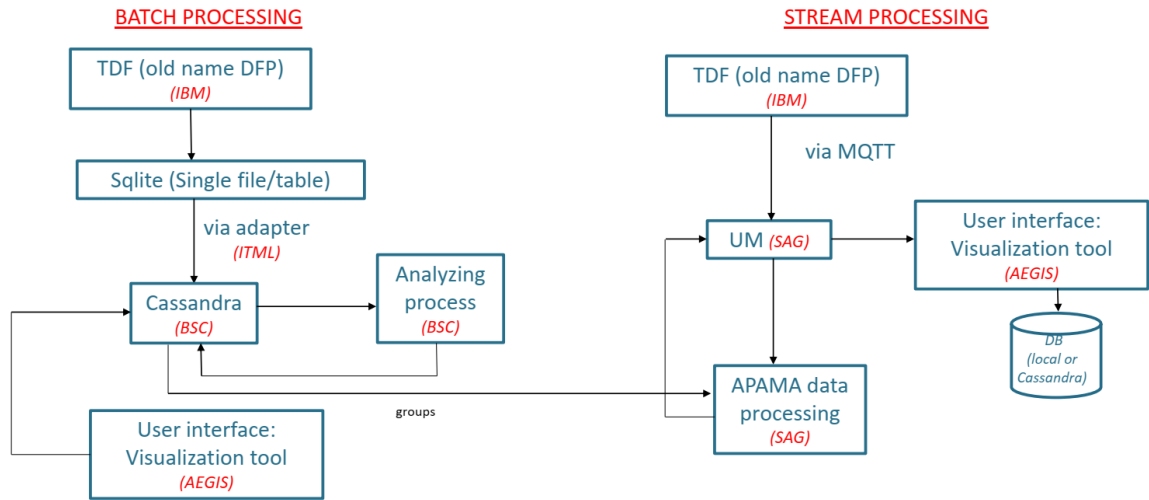 BATCH PROCESSING
TDF (old name DFP)
(IBM)
Sqlite (Single file/table)
via adapter
(ITML)
Cassandra
(BSC)
Analyzing
process
(BSC)
groups
User interface:
Visualization tool
(AEGIS)
STREAM PROCESSING
TDF (old name DFP)
(IBM)
via MQTT
UM (SAG)
User interface:
Visualization tool
(AEGIS)
DB
(local or
Cassandra)
APAMA data
processing
(SAG)